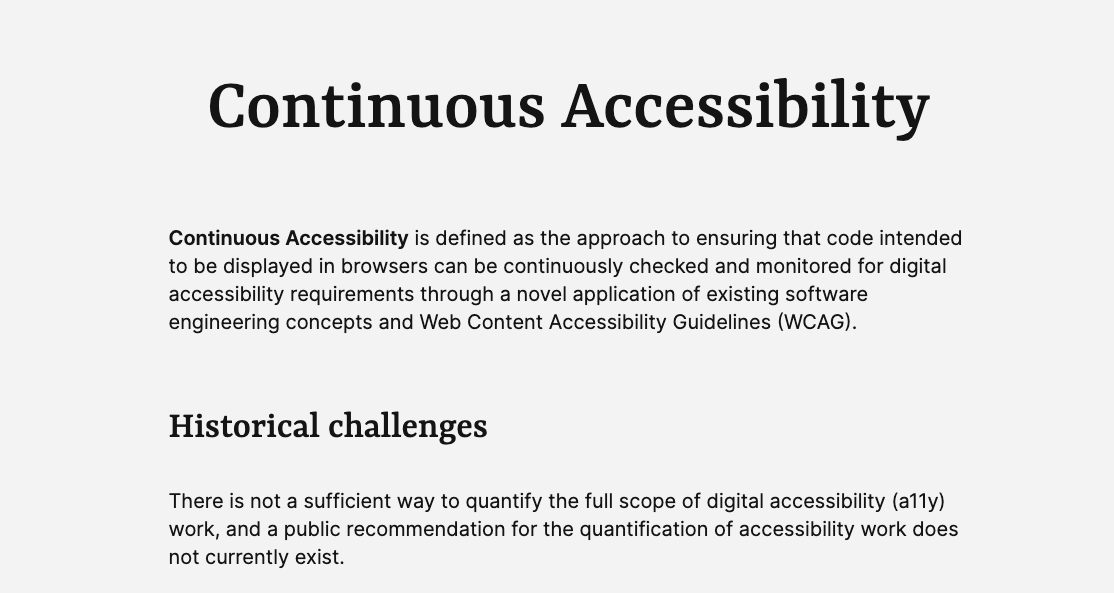 Continuous Accessibility
Continuous Accessibility is defined as the approach to ensuring that code intended
to be displayed in browsers can be continuously checked and monitored for digital
accessibility requirements through a novel application of existing software
engineering concepts and Web Content Accessibility Guidelines (WCAG).
Historical challenges
There is not a sufficient way to quantify the full scope of digital accessibility (a11y)
work, and a public recommendation for the quantification of accessibility work does
not currently exist.